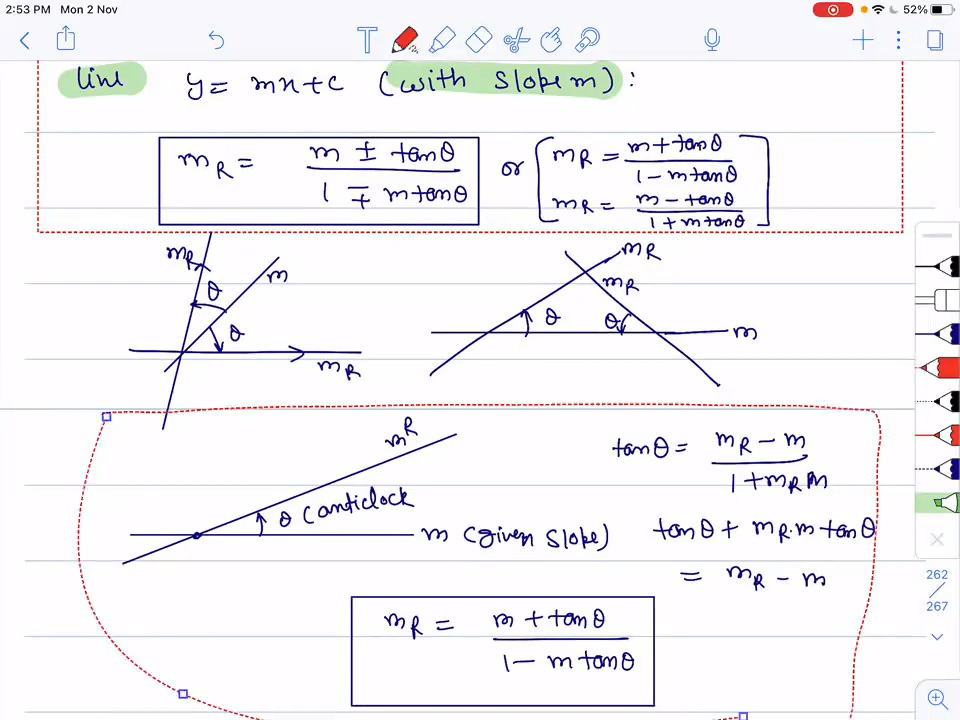 2:53 PM Mon 2 Nov
52%
line y = mx + c (with slope m) :
mR = m ± tanθ / 1 ∓ m tanθ or [ mR = m + tanθ / 1 - m tanθ
mR = m - tanθ / 1 + m tanθ ]
mR
θ
m
θ
mR
mR
mR
θ
θ
m
mR
θ (anticlock
m (given slope)
tanθ = mR - m / 1 + mR m
tanθ + mR·m tanθ
= mR - m
mR = m + tanθ / 1 - m tanθ
262
/
267